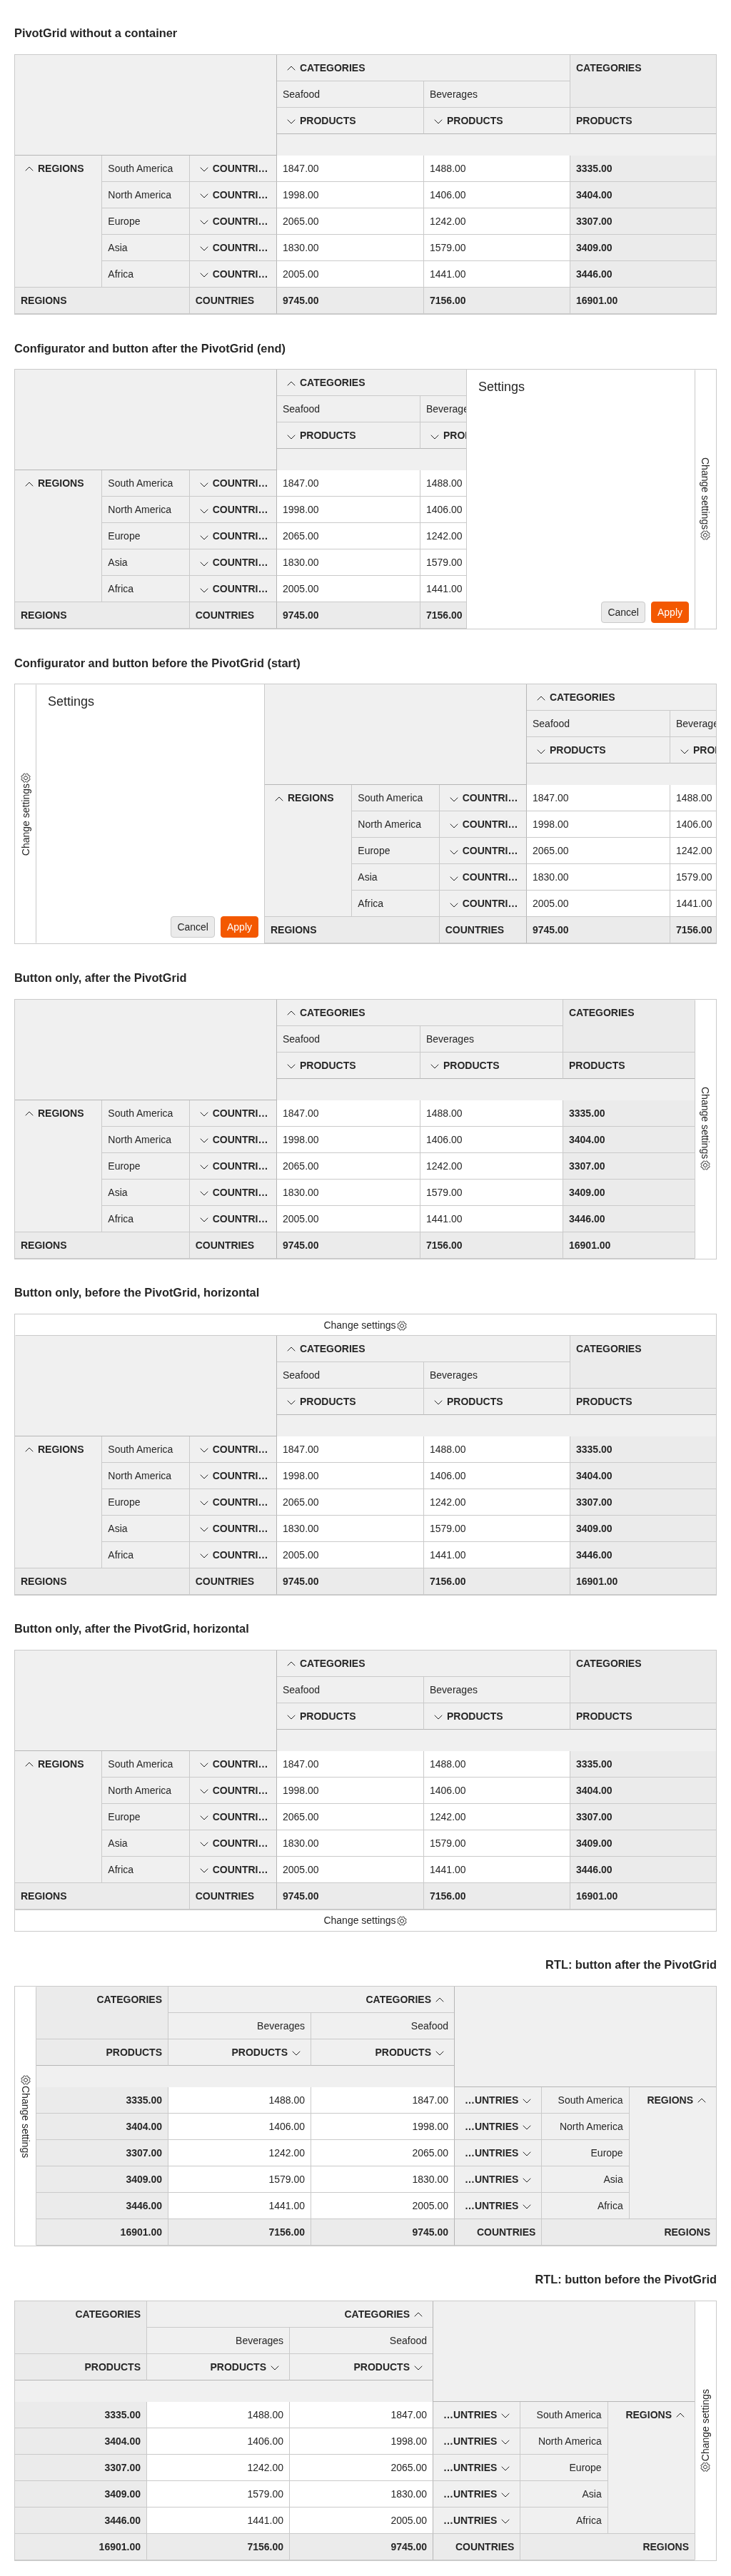 PivotGrid without a container
CATEGORIES CATEGORIES
Seafood Beverages
PRODUCTS PRODUCTS PRODUCTS
REGIONS South America COUNTRI… 1847.00 1488.00 3335.00
North America COUNTRI… 1998.00 1406.00 3404.00
Europe COUNTRI… 2065.00 1242.00 3307.00
Asia COUNTRI… 1830.00 1579.00 3409.00
Africa COUNTRI… 2005.00 1441.00 3446.00
REGIONS COUNTRIES 9745.00 7156.00 16901.00
Configurator and button after the PivotGrid (end)
CATEGORIES Settings
Seafood Beverage
PRODUCTS PRO
REGIONS South America COUNTRI… 1847.00 1488.00
North America COUNTRI… 1998.00 1406.00
Europe COUNTRI… 2065.00 1242.00
Asia COUNTRI… 1830.00 1579.00
Africa COUNTRI… 2005.00 1441.00
REGIONS COUNTRIES 9745.00 7156.00
Cancel Apply
Change settings
Configurator and button before the PivotGrid (start)
Change settings
Settings
Cancel Apply
CATEGORIES
Seafood Beverage
PRODUCTS PRO
REGIONS South America COUNTRI… 1847.00 1488.00
North America COUNTRI… 1998.00 1406.00
Europe COUNTRI… 2065.00 1242.00
Asia COUNTRI… 1830.00 1579.00
Africa COUNTRI… 2005.00 1441.00
REGIONS COUNTRIES 9745.00 7156.00
Button only, after the PivotGrid
CATEGORIES CATEGORIES
Seafood Beverages
PRODUCTS PRODUCTS PRODUCTS
REGIONS South America COUNTRI… 1847.00 1488.00 3335.00
North America COUNTRI… 1998.00 1406.00 3404.00
Europe COUNTRI… 2065.00 1242.00 3307.00
Asia COUNTRI… 1830.00 1579.00 3409.00
Africa COUNTRI… 2005.00 1441.00 3446.00
REGIONS COUNTRIES 9745.00 7156.00 16901.00
Change settings
Button only, before the PivotGrid, horizontal
Change settings
CATEGORIES CATEGORIES
Seafood Beverages
PRODUCTS PRODUCTS PRODUCTS
REGIONS South America COUNTRI… 1847.00 1488.00 3335.00
North America COUNTRI… 1998.00 1406.00 3404.00
Europe COUNTRI… 2065.00 1242.00 3307.00
Asia COUNTRI… 1830.00 1579.00 3409.00
Africa COUNTRI… 2005.00 1441.00 3446.00
REGIONS COUNTRIES 9745.00 7156.00 16901.00
Button only, after the PivotGrid, horizontal
CATEGORIES CATEGORIES
Seafood Beverages
PRODUCTS PRODUCTS PRODUCTS
REGIONS South America COUNTRI… 1847.00 1488.00 3335.00
North America COUNTRI… 1998.00 1406.00 3404.00
Europe COUNTRI… 2065.00 1242.00 3307.00
Asia COUNTRI… 1830.00 1579.00 3409.00
Africa COUNTRI… 2005.00 1441.00 3446.00
REGIONS COUNTRIES 9745.00 7156.00 16901.00
Change settings
RTL: button after the PivotGrid
Change settings
CATEGORIES CATEGORIES
Beverages Seafood
PRODUCTS PRODUCTS PRODUCTS
3335.00 1488.00 1847.00 …UNTRIES South America REGIONS
3404.00 1406.00 1998.00 …UNTRIES North America
3307.00 1242.00 2065.00 …UNTRIES Europe
3409.00 1579.00 1830.00 …UNTRIES Asia
3446.00 1441.00 2005.00 …UNTRIES Africa
16901.00 7156.00 9745.00 COUNTRIES REGIONS
RTL: button before the PivotGrid
CATEGORIES CATEGORIES
Beverages Seafood
PRODUCTS PRODUCTS PRODUCTS
3335.00 1488.00 1847.00 …UNTRIES South America REGIONS
3404.00 1406.00 1998.00 …UNTRIES North America
3307.00 1242.00 2065.00 …UNTRIES Europe
3409.00 1579.00 1830.00 …UNTRIES Asia
3446.00 1441.00 2005.00 …UNTRIES Africa
16901.00 7156.00 9745.00 COUNTRIES REGIONS
Change settings